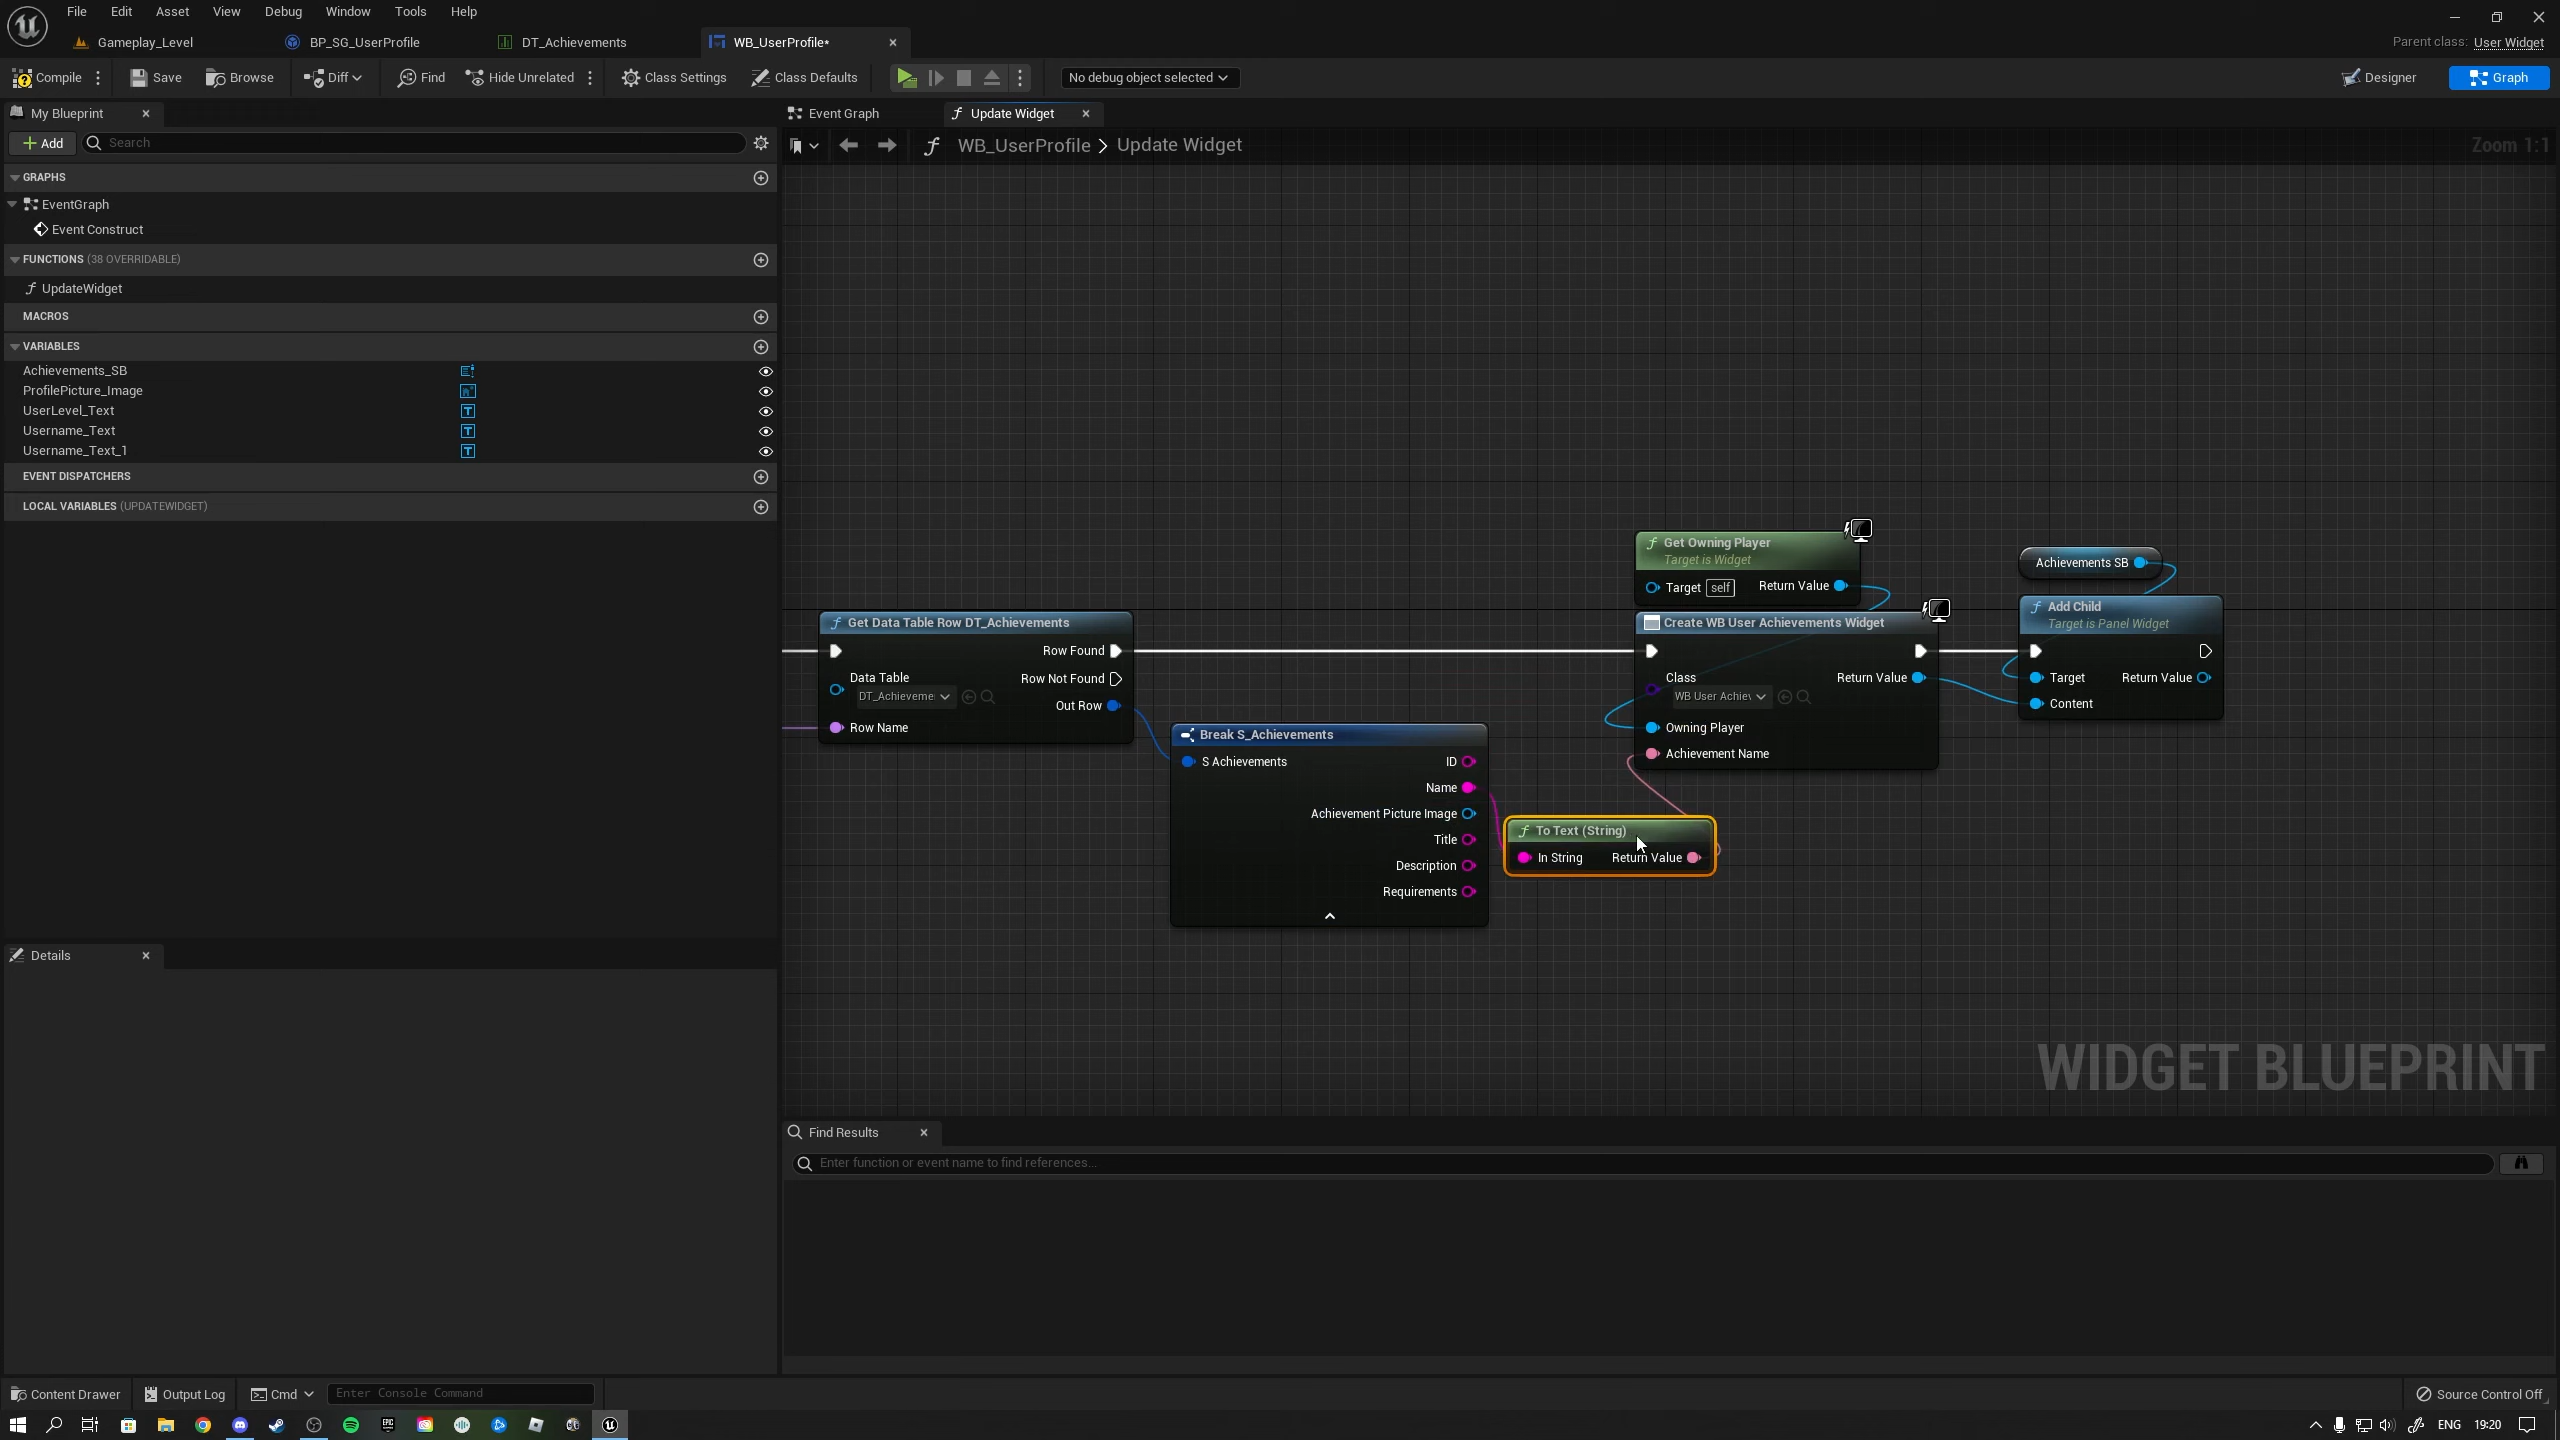 File Edit Asset View Debug Window Tools Help
Gameplay_Level BP_SG_UserProfile DT_Achievements WB_UserProfile*
Parent class: User Widget
Compile Save Browse Diff Find Hide Unrelated Class Settings Class Defaults No debug object selected Designer Graph
My Blueprint Event Graph Update Widget
Add Search
WB_UserProfile > Update Widget Zoom 1:1
GRAPHS
EventGraph
Event Construct
FUNCTIONS (38 OVERRIDABLE)
UpdateWidget
MACROS
VARIABLES
Achievements_SB
ProfilePicture_Image
UserLevel_Text
Username_Text
Username_Text_1
EVENT DISPATCHERS
LOCAL VARIABLES (UPDATEWIDGET)
Get Data Table Row DT_Achievements
Row Found
Data Table
DT_Achieveme
Row Not Found
Out Row
Row Name
Break S_Achievements
S Achievements
ID
Name
Achievement Picture Image
Title
Description
Requirements
To Text (String)
In String Return Value
Get Owning Player
Target is Widget
Target self Return Value
Create WB User Achievements Widget
Class
WB User Achiev
Return Value
Owning Player
Achievement Name
Achievements SB
Add Child
Target is Panel Widget
Target Return Value
Content
WIDGET BLUEPRINT
Details
Find Results
Enter function or event name to find references...
Content Drawer Output Log Cmd Enter Console Command Source Control Off
EPIC
ENG 19:20